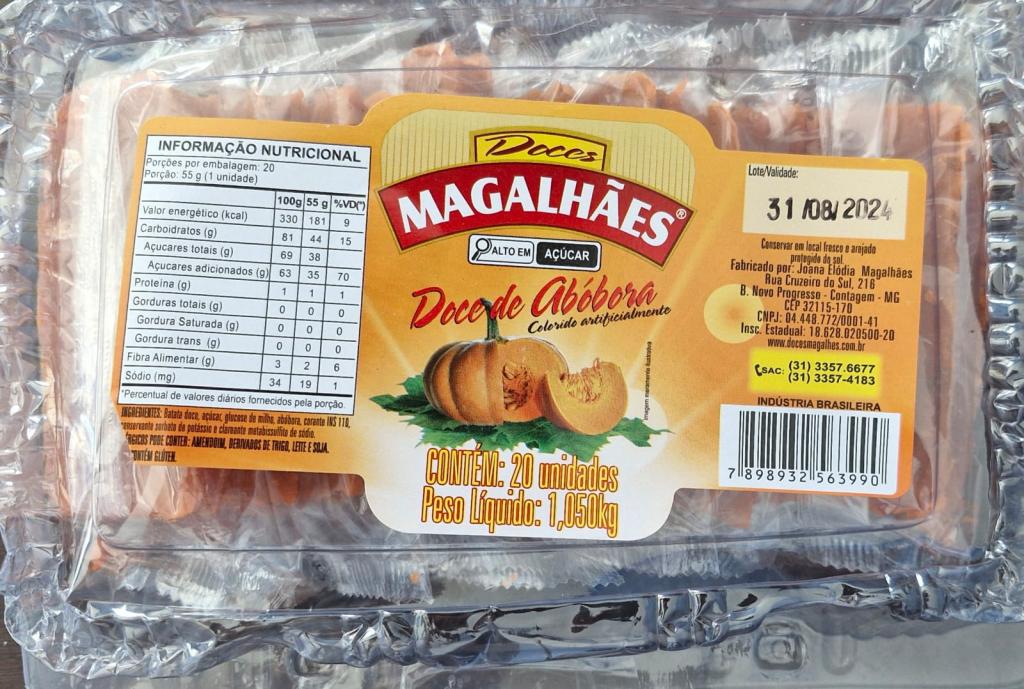 INFORMAÇÃO NUTRICIONAL
Porções por embalagem: 20
Porção: 55 g (1 unidade)
100g 55 g %VD(*)
Valor energético (kcal) 330 181 9
Carboidratos (g) 81 44 15
Açucares totais (g) 69 38
Açucares adicionados (g) 63 35 70
Proteína (g) 1 1 1
Gorduras totais (g) 0 0 0
Gordura Saturada (g) 0 0 0
Gordura trans (g) 0 0 0
Fibra Alimentar (g) 3 2 6
Sódio (mg) 34 19 1
*Percentual de valores diários fornecidos pela porção.
INGREDIENTES: Batata doce, açúcar, glucose de milho, abóbora, corante INS 110,
conservante sorbato de potássio e metabissulfito de sódio.
PODE CONTER: AMENDOIM, DERIVADOS DE TRIGO, LEITE E SOJA.
CONTÉM GLÚTEN.
Doces
MAGALHÃES®
ALTO EM AÇÚCAR
Doce de Abóbora
Colorido artificialmente
Imagem meramente ilustrativa
CONTÉM: 20 unidades
Peso Líquido: 1,050kg
Lote/Validade:
31/08/2024
Conservar em local fresco e arejado
protegido do sol.
Fabricado por: Joana Elódia Magalhães
Rua Cruzeiro do Sul, 216
B. Novo Progresso - Contagem - MG
CEP 32115-170
CNPJ: 04.448.772/0001-41
Insc. Estadual: 18.628.020500-20
www.docesmagalhes.com.br
SAC: (31) 3357.6677
(31) 3357-4183
INDÚSTRIA BRASILEIRA
7 898932 563990